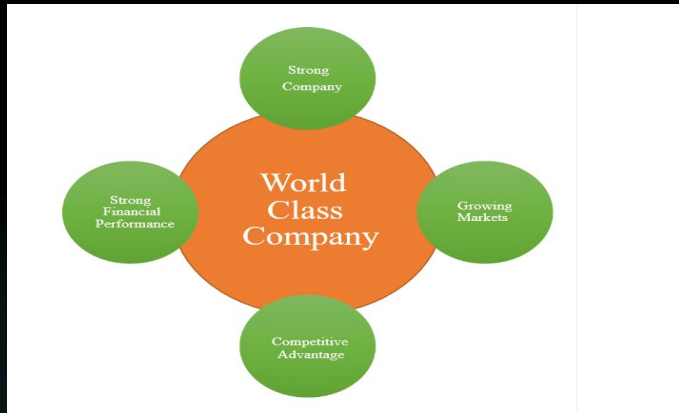 Strong
Company
World
Class
Company
Strong
Financial
Performance
Growing
Markets
Competitive
Advantage